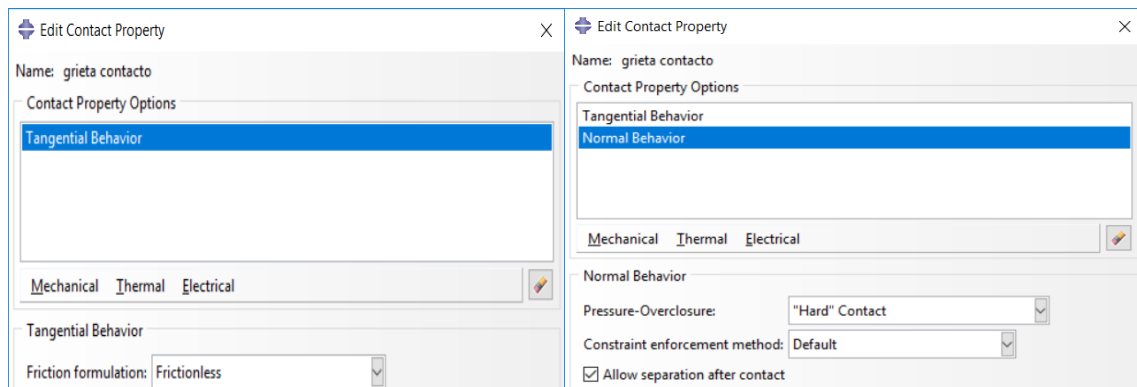 Edit Contact Property
Name: grieta contacto
Contact Property Options
Tangential Behavior
Mechanical Thermal Electrical
Tangential Behavior
Friction formulation: Frictionless
Edit Contact Property
Name: grieta contacto
Contact Property Options
Tangential Behavior
Normal Behavior
Mechanical Thermal Electrical
Normal Behavior
Pressure-Overclosure: "Hard" Contact
Constraint enforcement method: Default
Allow separation after contact